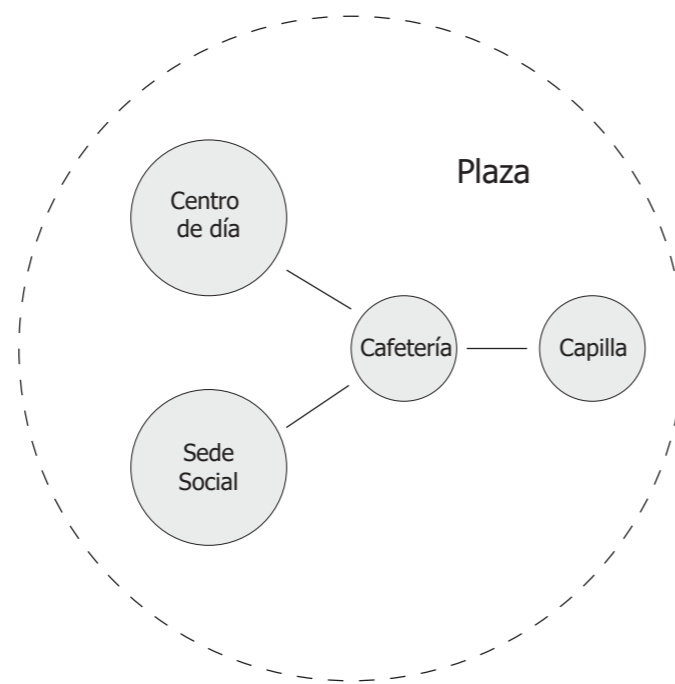 Plaza
Centro
de día
Cafetería
Capilla
Sede
Social